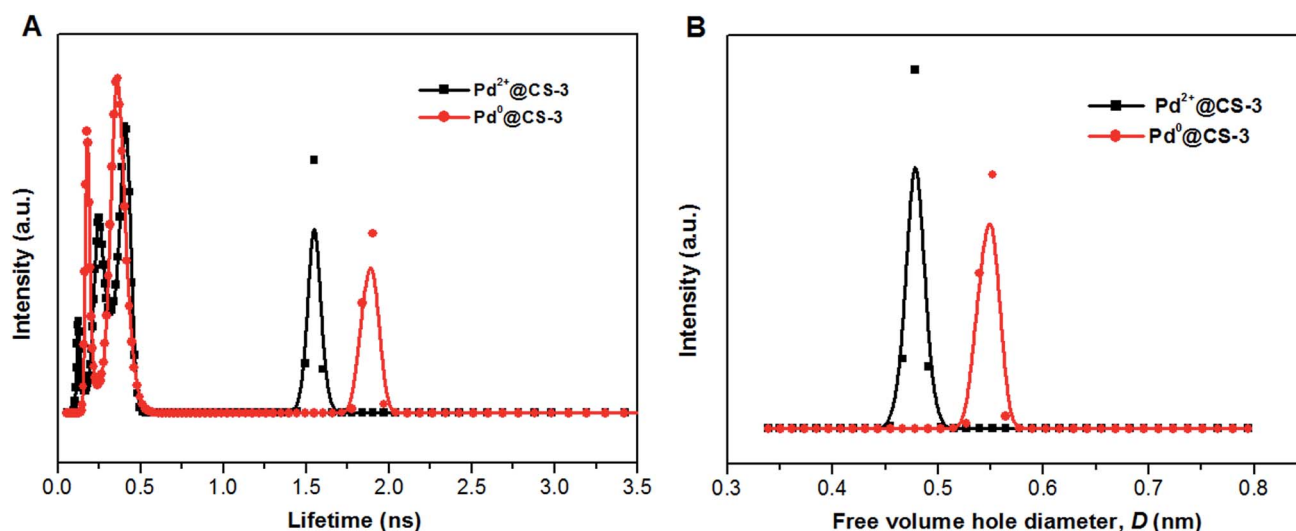 A
Pd²⁺@CS-3
Pd⁰@CS-3
Intensity (a.u.)
0.0 0.5 1.0 1.5 2.0 2.5 3.0 3.5
Lifetime (ns)
B
Pd²⁺@CS-3
Pd⁰@CS-3
Intensity (a.u.)
0.3 0.4 0.5 0.6 0.7 0.8
Free volume hole diameter, D (nm)